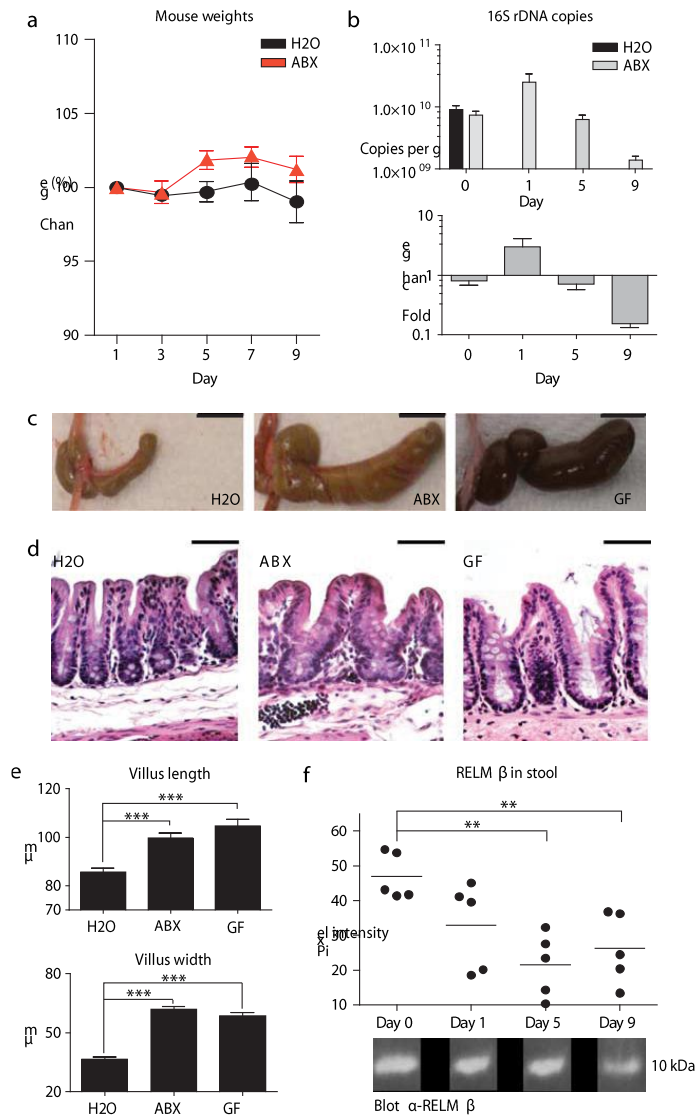 a
Mouse weights
H2O
ABX
110
105
100
95
90
e
g (%)
Chan
1 3 5 7 9
Day
b
16S rDNA copies
H2O
ABX
1.0×10 11
1.0×10 10
1.0×10 09
Copies per g
0 1 5 9
Day
10
1
0.1
e
g
han
c
Fold
0 1 5 9
Day
c
H2O
ABX
GF
d
H2O
ABX
GF
e
Villus length
120
100
80
70
m
μ
***
***
H2O ABX GF
Villus width
80
50
20
m
μ
***
***
H2O ABX GF
f
RELM β in stool
**
**
60
50
40
30
20
10
el intensity
x
Pi
Day 0 Day 1 Day 5 Day 9
10 kDa
Blot α-RELM β